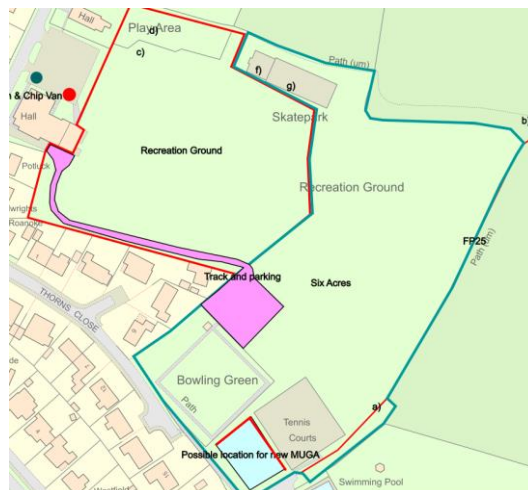 Hall
Play Area
d)
c)
Path (um)
f)
g)
n & Chip Van
Hall
Skatepark
b)
Recreation Ground
Potluck
Recreation Ground
Roanoke
FP25
Path (um)
Track and parking
Six Acres
THORNS CLOSE
Bowling Green
Path
a)
Tennis
Courts
Possible location for new MUGA
Swimming Pool